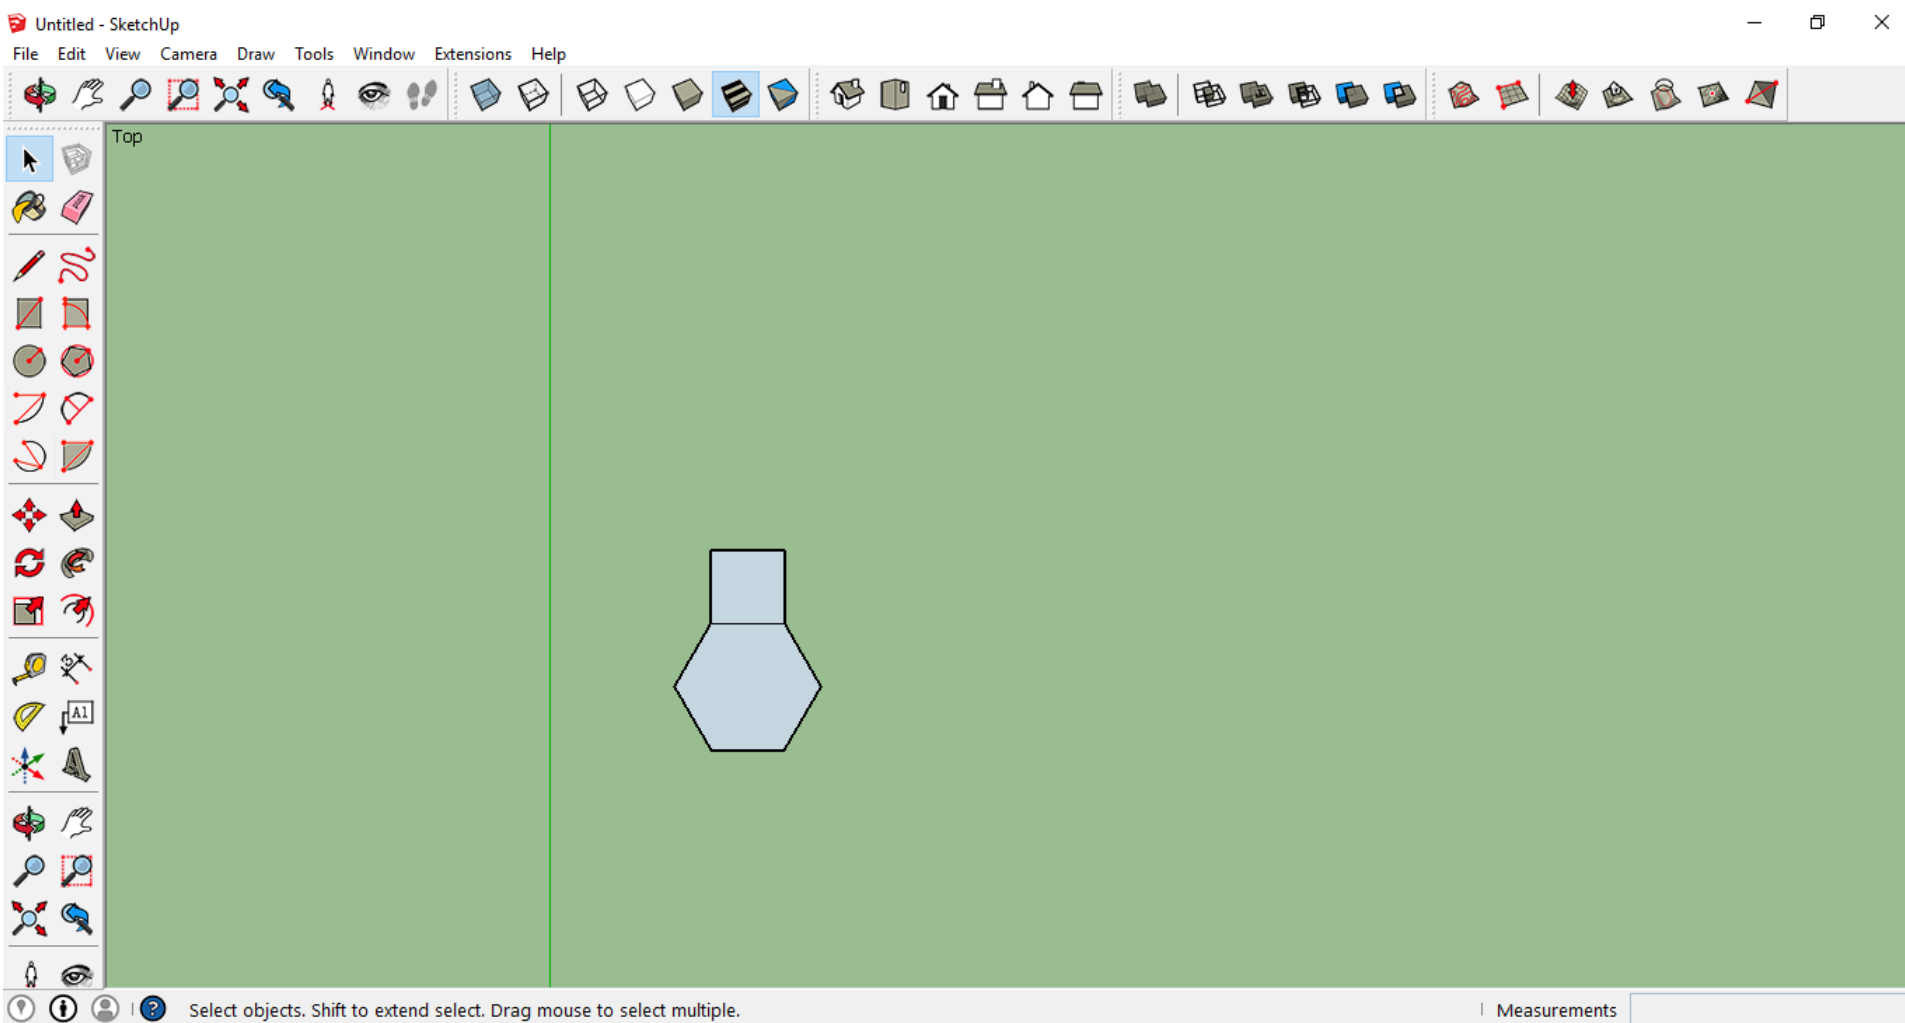 Untitled - SketchUp
File Edit View Camera Draw Tools Window Extensions Help
Top
A1
Select objects. Shift to extend select. Drag mouse to select multiple.
Measurements